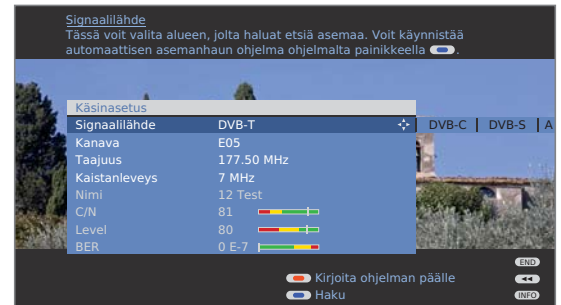 Signaalilähde
Tässä voit valita alueen, jolta haluat etsiä asemaa. Voit käynnistää
automaattisen asemanhaun ohjelma ohjelmalta painikkeella .
Käsinasetus
Signaalilähde DVB-T DVB-C DVB-S A
Kanava E05
Taajuus 177.50 MHz
Kaistanleveys 7 MHz
Nimi 12 Test
C/N 81
Level 80
BER 0 E-7
END
Kirjoita ohjelman päälle
Haku INFO